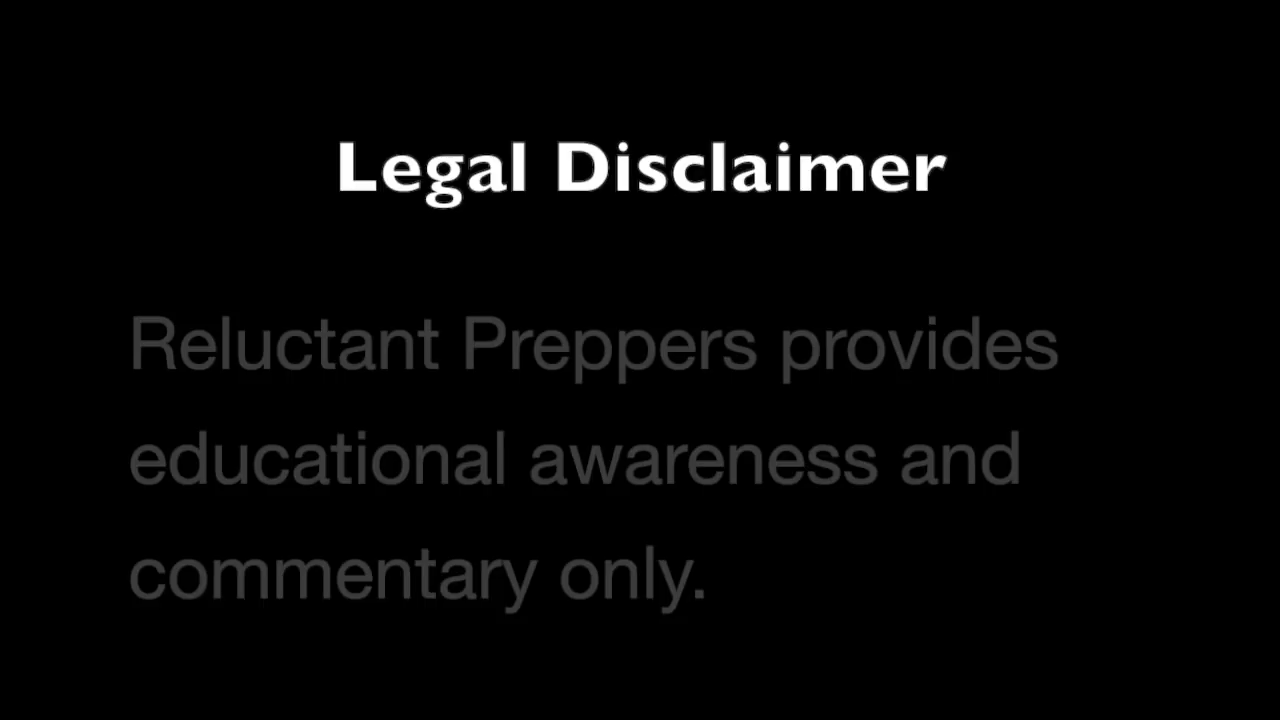 Legal Disclaimer
Reluctant Preppers provides
educational awareness and
commentary only.